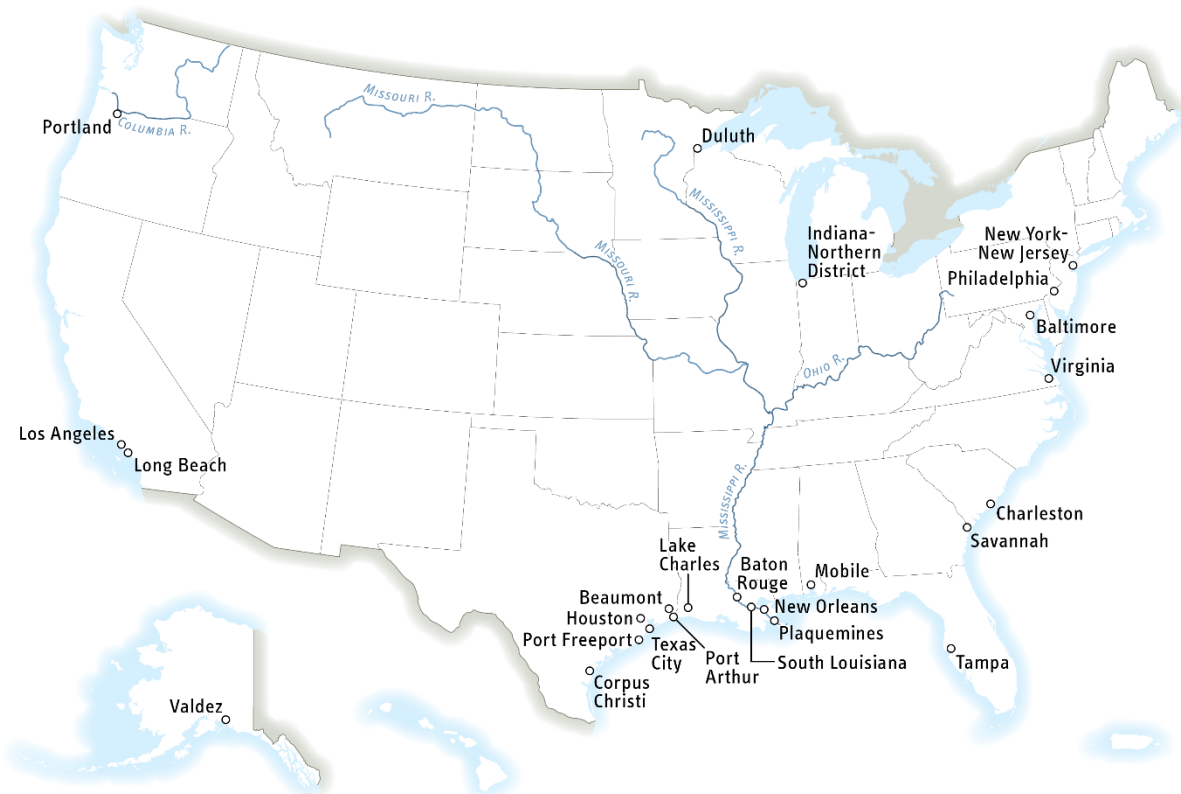 MISSOURI R.
Portland
COLUMBIA R.
Duluth
MISSISSIPPI R.
Indiana-
Northern
District
New York-
New Jersey
Philadelphia
MISSOURI R.
Baltimore
OHIO R.
Virginia
Los Angeles
Long Beach
MISSISSIPPI R.
Charleston
Savannah
Lake
Charles
Baton
Rouge
Mobile
Beaumont
New Orleans
Houston
Plaquemines
Port Freeport
Texas
City
Port
Arthur
South Louisiana
Tampa
Corpus
Christi
Valdez